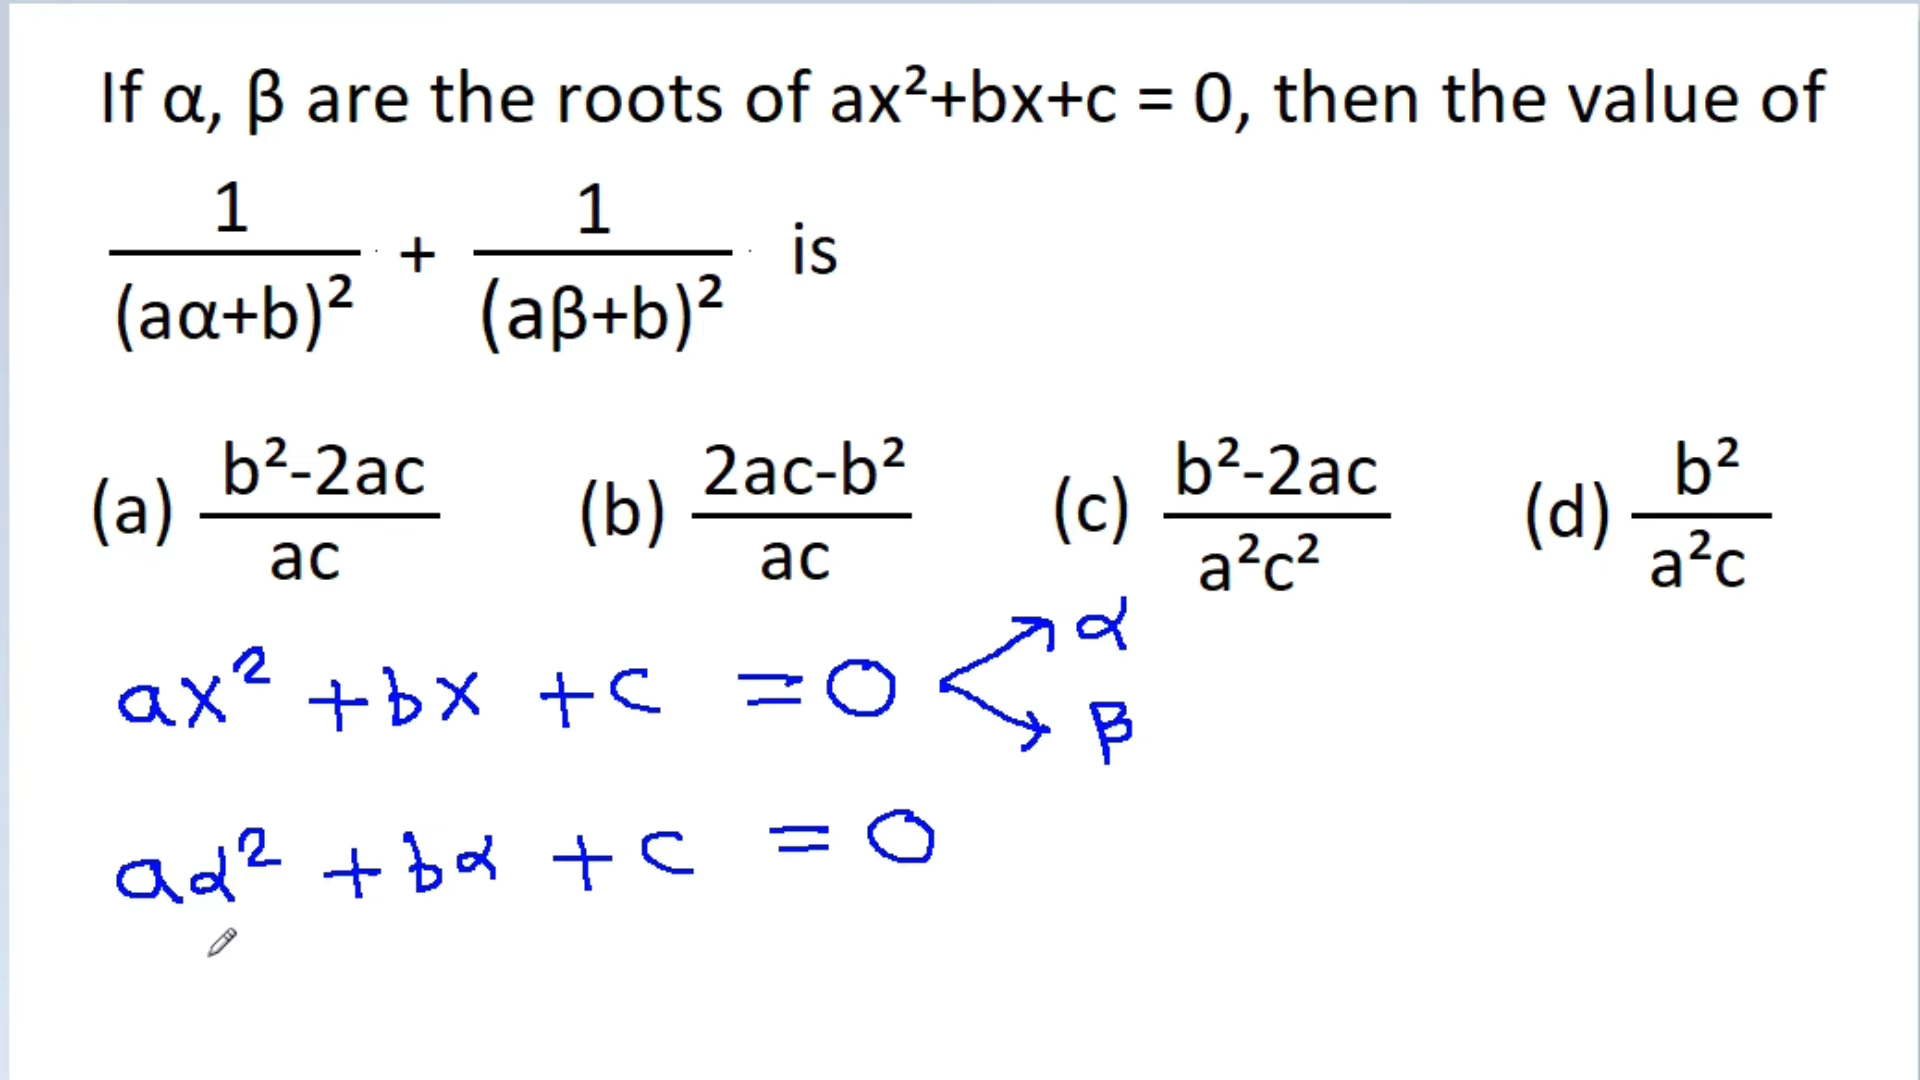 If α, β are the roots of ax²+bx+c = 0, then the value of
1/(aα+b)² + 1/(aβ+b)² is
(a) b²-2ac/ac (b) 2ac-b²/ac (c) b²-2ac/a²c² (d) b²/a²c
ax² + bx + c = 0 α
β
aα² + bα + c = 0